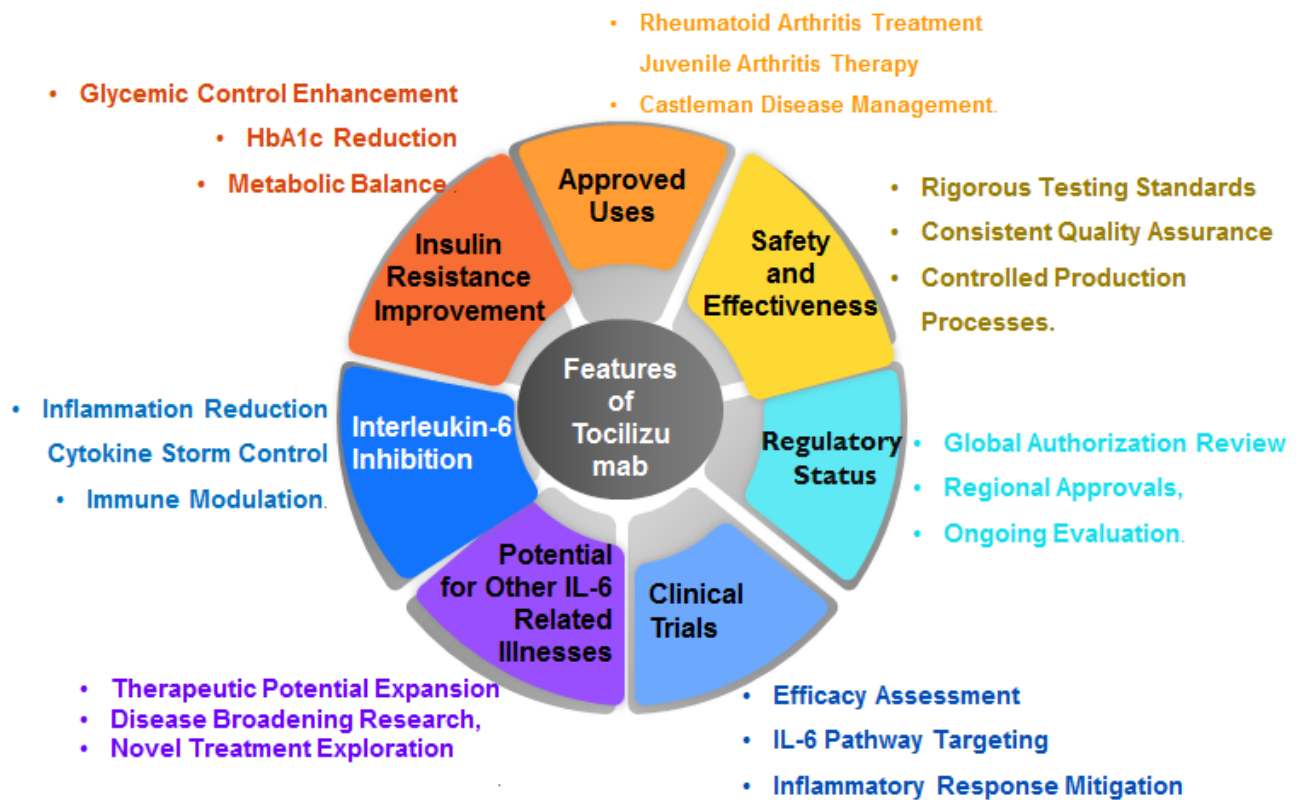 • Rheumatoid Arthritis Treatment
Juvenile Arthritis Therapy
• Castleman Disease Management.
• Glycemic Control Enhancement
• HbA1c Reduction
• Metabolic Balance .
Approved
Uses
Safety
and
Effectiveness
• Rigorous Testing Standards
• Consistent Quality Assurance
• Controlled Production
Processes.
Insulin
Resistance
Improvement
Features
of
Tocilizu
mab
• Inflammation Reduction
Cytokine Storm Control
• Immune Modulation.
Interleukin-6
Inhibition
Regulatory
Status
• Global Authorization Review
• Regional Approvals,
• Ongoing Evaluation.
Potential
for Other IL-6
Related
Illnesses
Clinical
Trials
• Therapeutic Potential Expansion
• Disease Broadening Research,
• Novel Treatment Exploration
• Efficacy Assessment
• IL-6 Pathway Targeting
• Inflammatory Response Mitigation